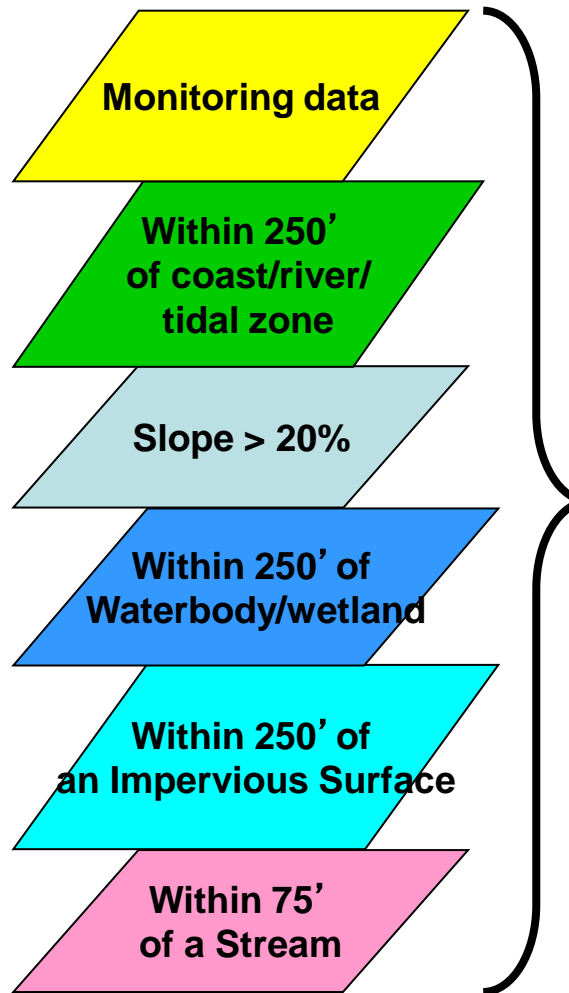 Monitoring data
Within 250’
of coast/river/
tidal zone
Slope > 20%
Within 250’ of
Waterbody/wetland
Within 250’ of
an Impervious Surface
Within 75’
of a Stream